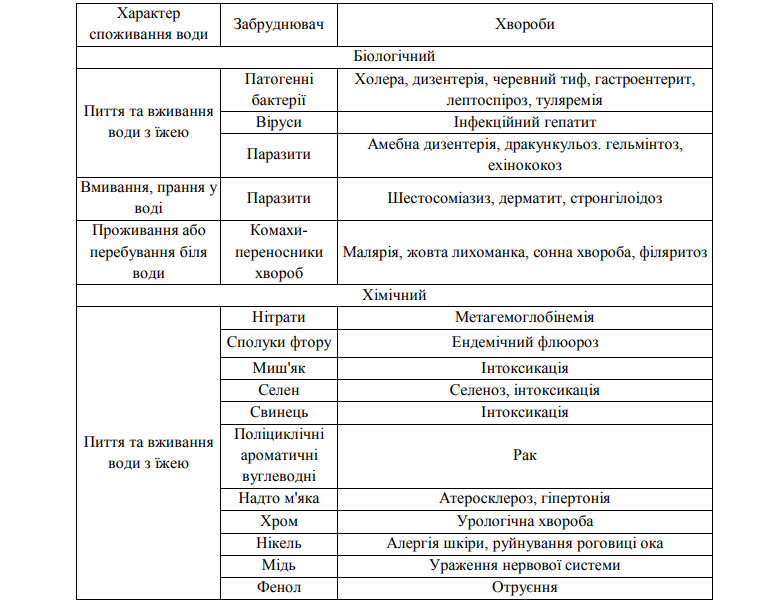 Характер
споживання води
Забруднювач
Хвороби
Біологічний
Пиття та вживання
води з їжею
Патогенні
бактерії
Холера, дизентерія, черевний тиф, гастроентерит,
лептоспіроз, туляремія
Віруси
Інфекційний гепатит
Паразити
Амебна дизентерія, дракункульоз. гельмінтоз,
ехінококоз
Вмивання, прання у
воді
Паразити
Шестосоміазиз, дерматит, стронгілоідоз
Проживання або
перебування біля
води
Комахи-
переносники
хвороб
Малярія, жовта лихоманка, сонна хвороба, філяритоз
Хімічний
Пиття та вживання
води з їжею
Нітрати
Метагемоглобінемія
Сполуки фтору
Ендемічний флюороз
Миш'як
Інтоксикація
Селен
Селеноз, інтоксикація
Свинець
Інтоксикація
Поліциклічні
ароматичні
вуглеводні
Рак
Надто м'яка
Атеросклероз, гіпертонія
Хром
Урологічна хвороба
Нікель
Алергія шкіри, руйнування роговиці ока
Мідь
Ураження нервової системи
Фенол
Отруєння